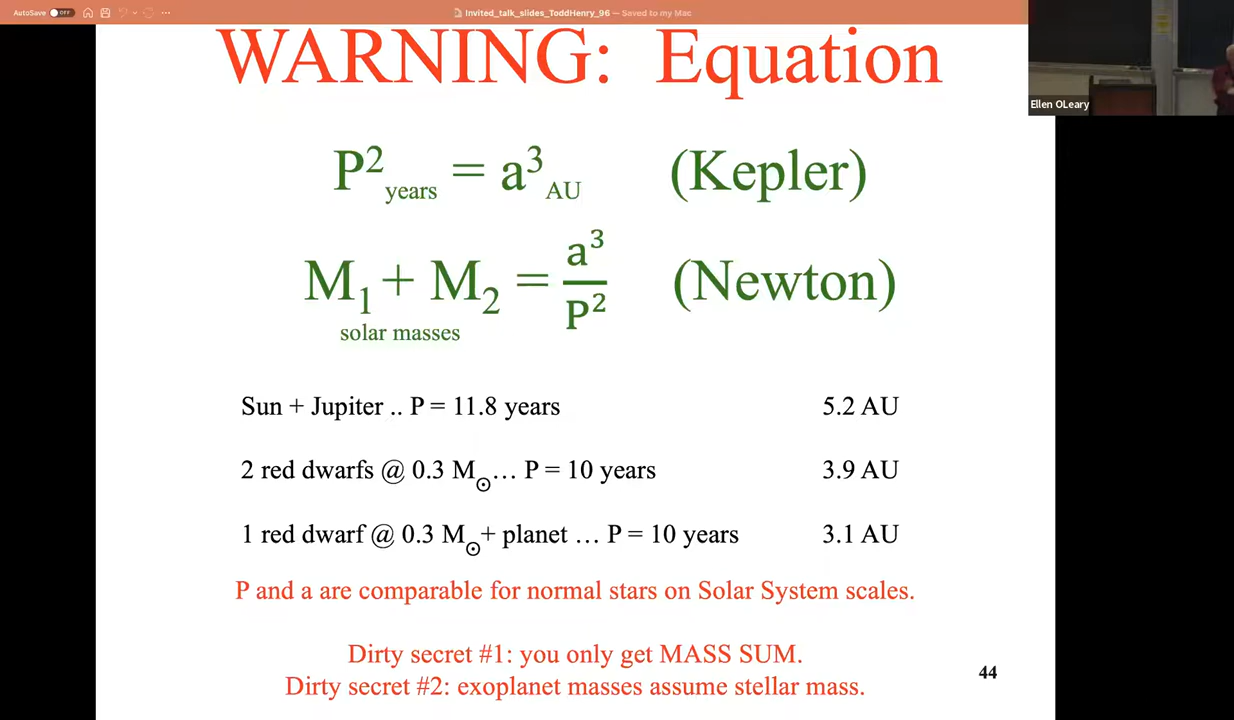 AutoSave OFF
Invited_talk_slides_ToddHenry_96 — Saved to my Mac
WARNING: Equation
Ellen OLeary
P²years = a³AU (Kepler)
M₁ + M₂ = a³/P² (Newton)
solar masses
Sun + Jupiter .. P = 11.8 years 5.2 AU
2 red dwarfs @ 0.3 M☉… P = 10 years 3.9 AU
1 red dwarf @ 0.3 M☉+ planet … P = 10 years 3.1 AU
P and a are comparable for normal stars on Solar System scales.
Dirty secret #1: you only get MASS SUM.
Dirty secret #2: exoplanet masses assume stellar mass.
44